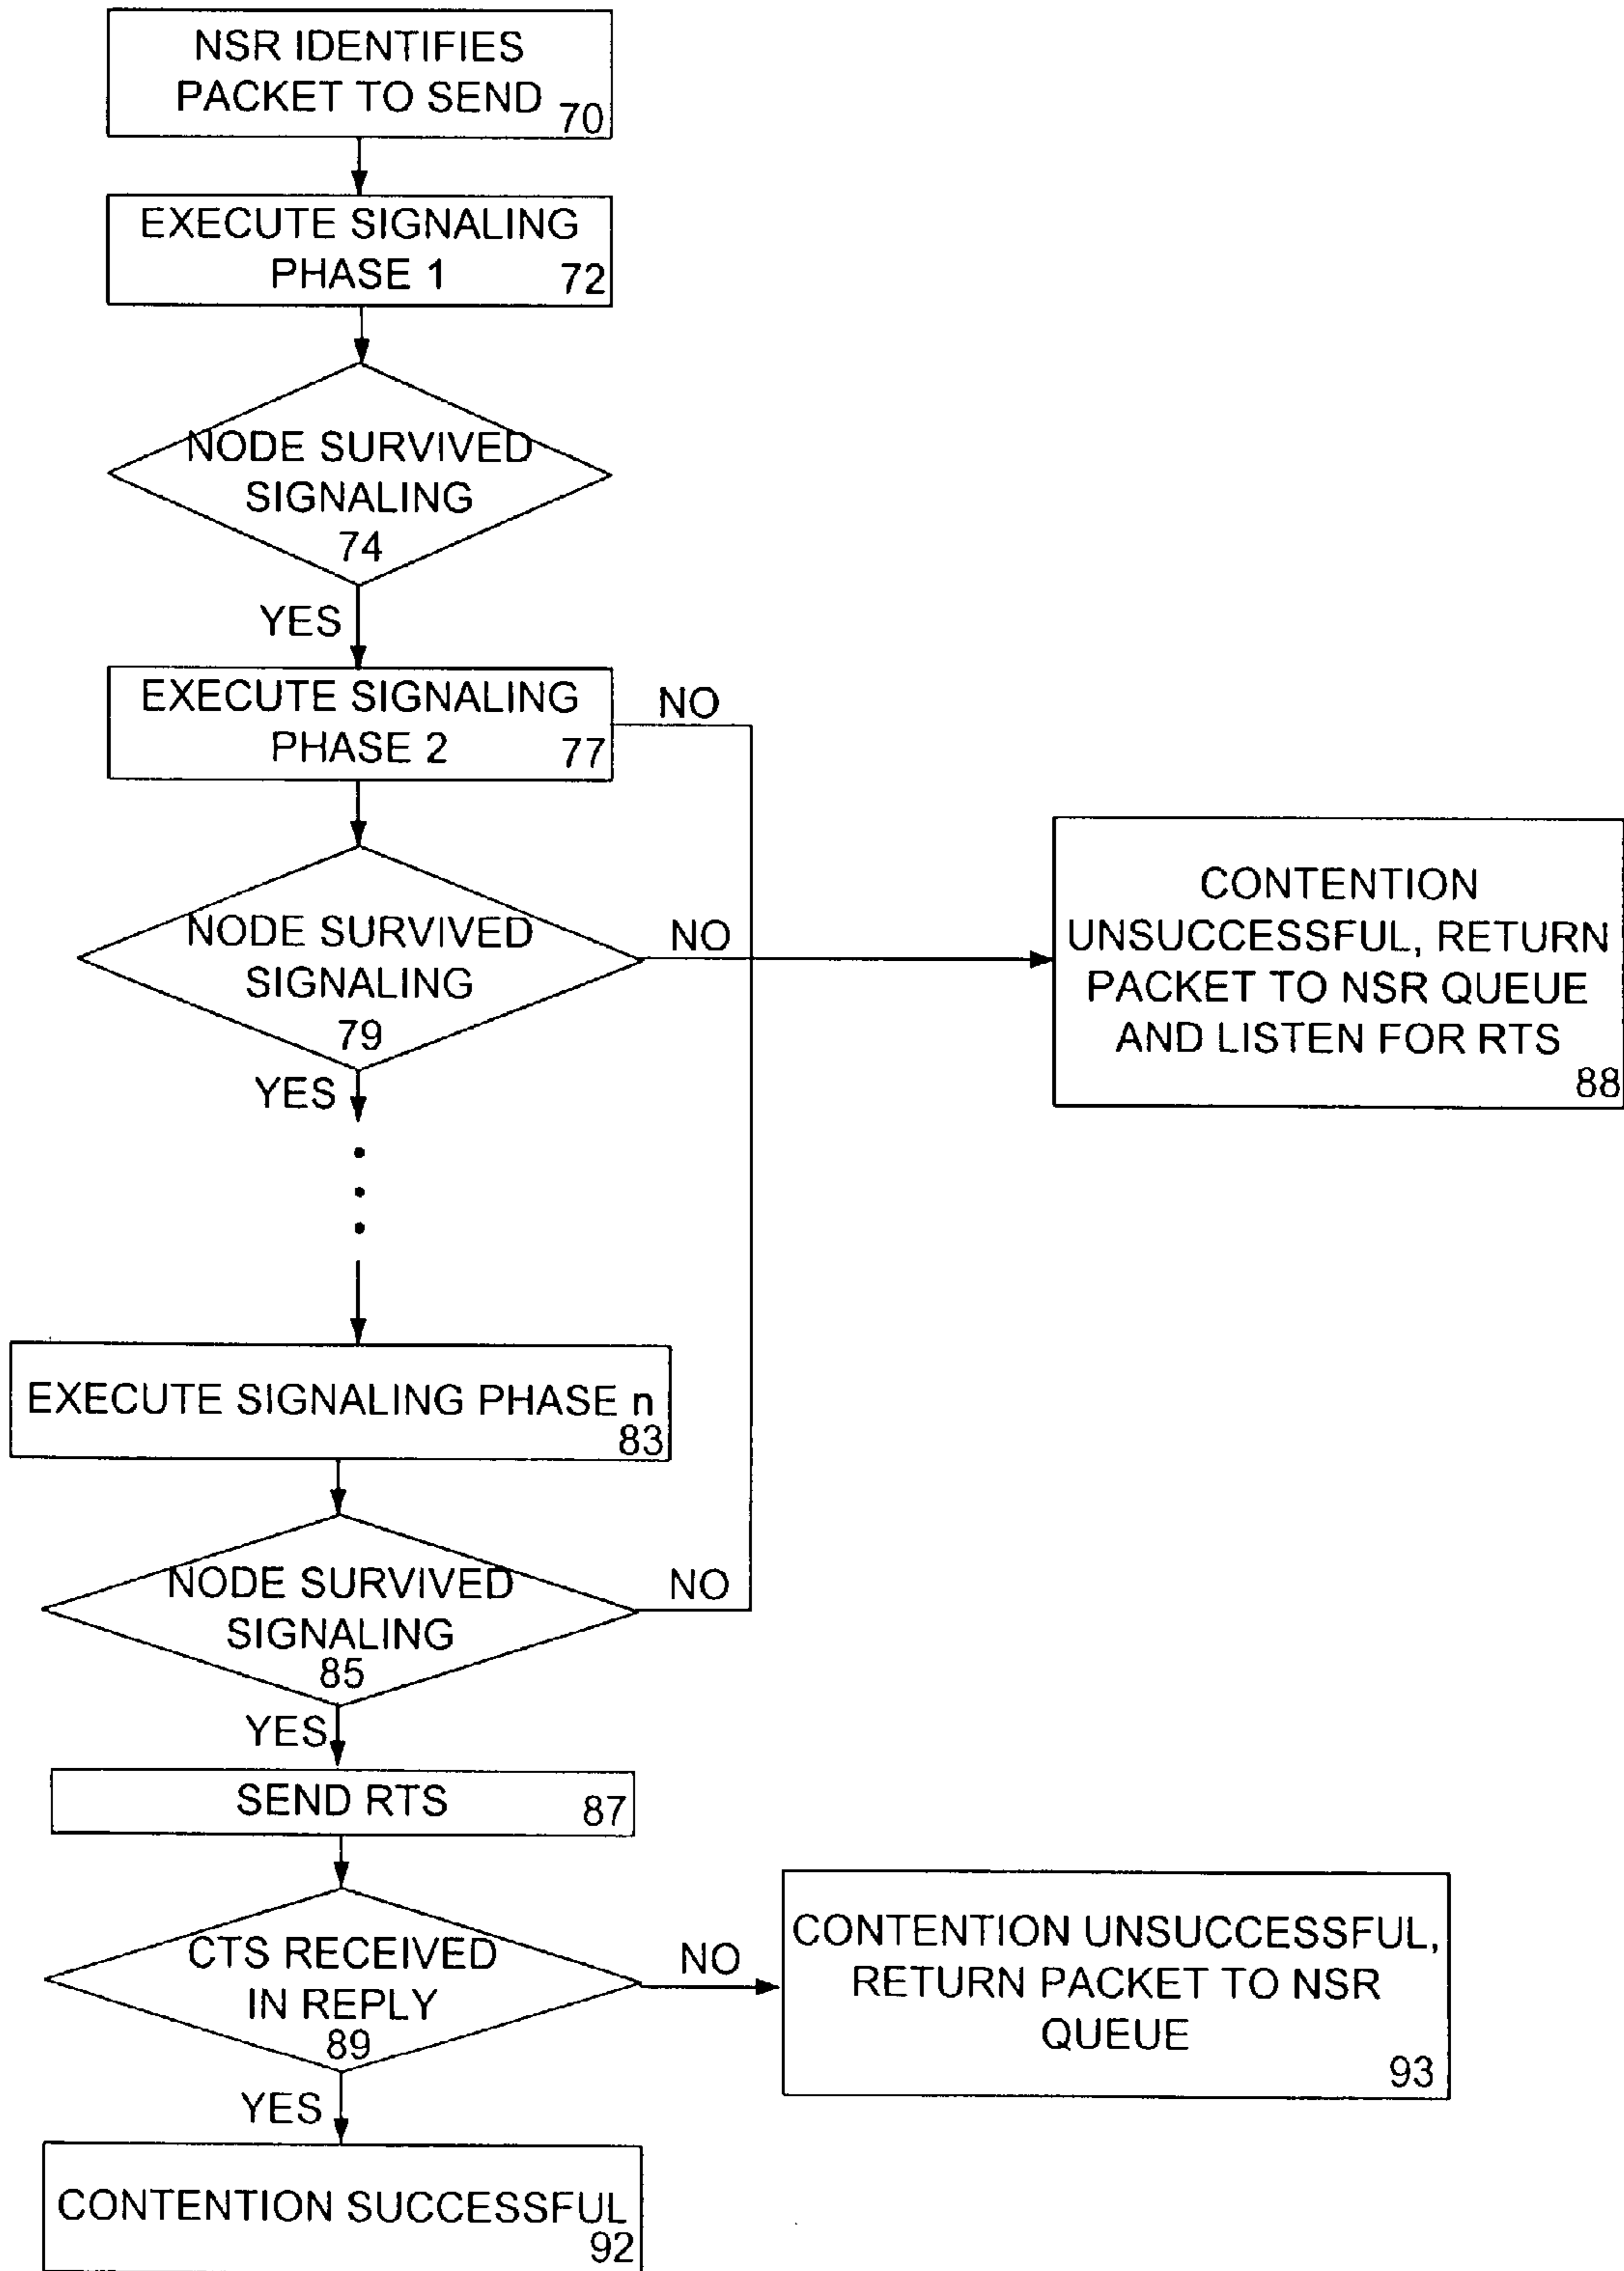 NSR IDENTIFIES
PACKET TO SEND 70
EXECUTE SIGNALING
PHASE 1 72
NODE SURVIVED
SIGNALING
74
YES
EXECUTE SIGNALING
PHASE 2 77
NO
NODE SURVIVED
SIGNALING
79
NO
YES
CONTENTION
UNSUCCESSFUL, RETURN
PACKET TO NSR QUEUE
AND LISTEN FOR RTS
88
EXECUTE SIGNALING PHASE n
83
NODE SURVIVED
SIGNALING
85
NO
YES
SEND RTS 87
CTS RECEIVED
IN REPLY
89
NO
YES
CONTENTION UNSUCCESSFUL,
RETURN PACKET TO NSR
QUEUE
93
CONTENTION SUCCESSFUL
92